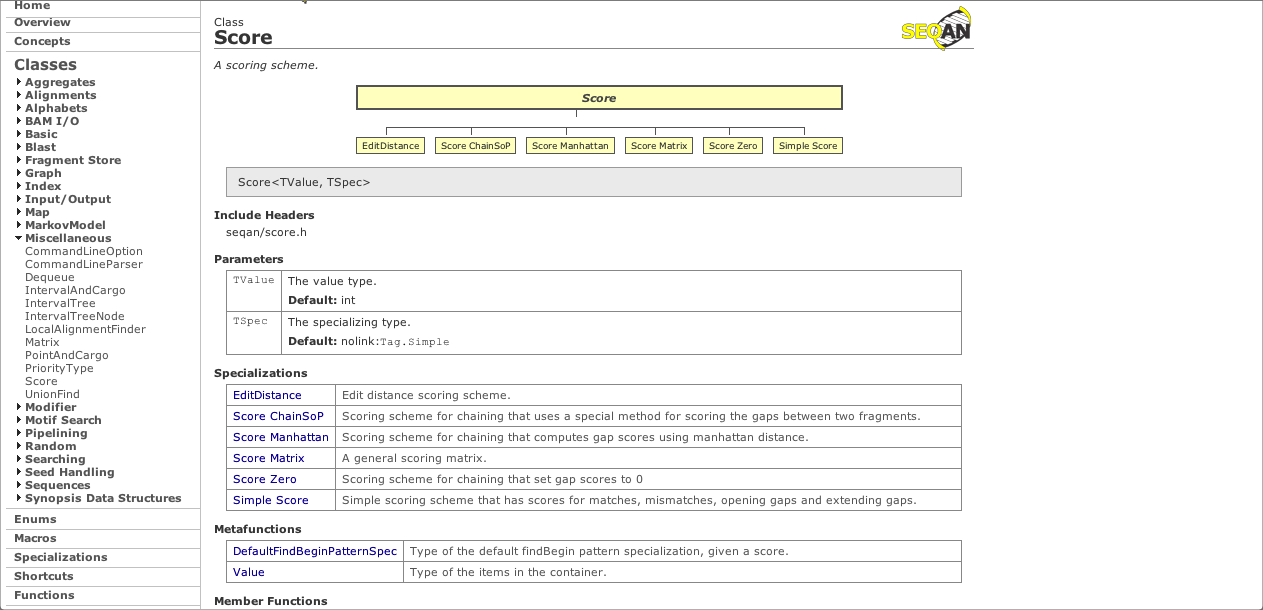 Home
Overview
Concepts
Classes
Aggregates
Alignments
Alphabets
BAM I/O
Basic
Blast
Fragment Store
Graph
Index
Input/Output
Map
MarkovModel
Miscellaneous
CommandLineOption
CommandLineParser
Dequeue
IntervalAndCargo
IntervalTree
IntervalTreeNode
LocalAlignmentFinder
Matrix
PointAndCargo
PriorityType
Score
UnionFind
Modifier
Motif Search
Pipelining
Random
Searching
Seed Handling
Sequences
Synopsis Data Structures
Enums
Macros
Specializations
Shortcuts
Functions
Class
Score
SEQAN
A scoring scheme.
Score
EditDistance Score ChainSoP Score Manhattan Score Matrix Score Zero Simple Score
Score<TValue, TSpec>
Include Headers
seqan/score.h
Parameters
TValue The value type.
Default: int
TSpec The specializing type.
Default: nolink:Tag.Simple
Specializations
EditDistance Edit distance scoring scheme.
Score ChainSoP Scoring scheme for chaining that uses a special method for scoring the gaps between two fragments.
Score Manhattan Scoring scheme for chaining that computes gap scores using manhattan distance.
Score Matrix A general scoring matrix.
Score Zero Scoring scheme for chaining that set gap scores to 0
Simple Score Simple scoring scheme that has scores for matches, mismatches, opening gaps and extending gaps.
Metafunctions
DefaultFindBeginPatternSpec Type of the default findBegin pattern specialization, given a score.
Value Type of the items in the container.
Member Functions